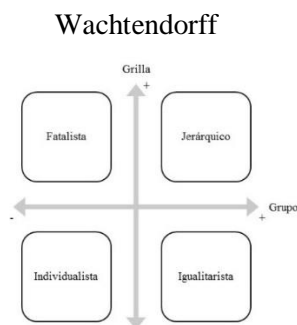 Wachtendorff
Grilla
+
Fatalista
Jerárquico
Grupo
-
+
Individualista
Igualitarista